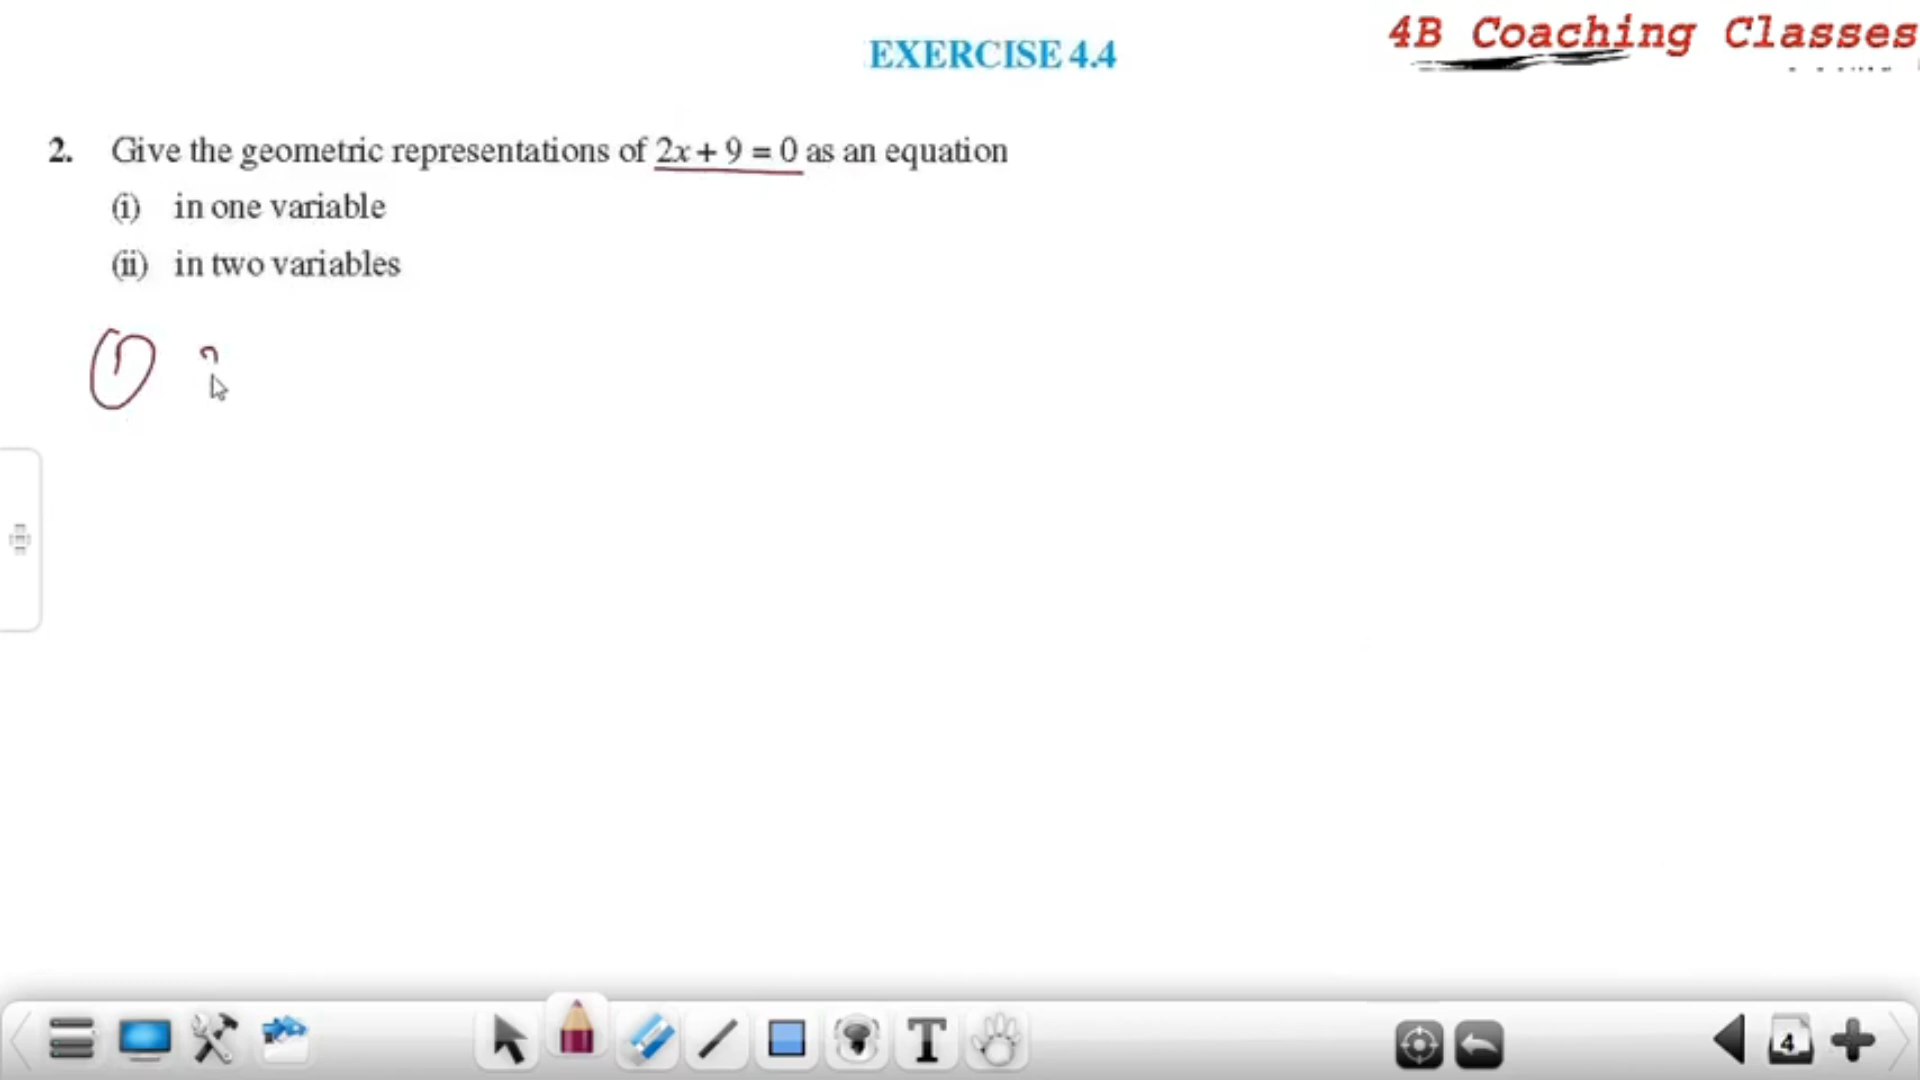 4B Coaching Classes
EXERCISE 4.4
2. Give the geometric representations of 2x + 9 = 0 as an equation
(i) in one variable
(ii) in two variables
T
4